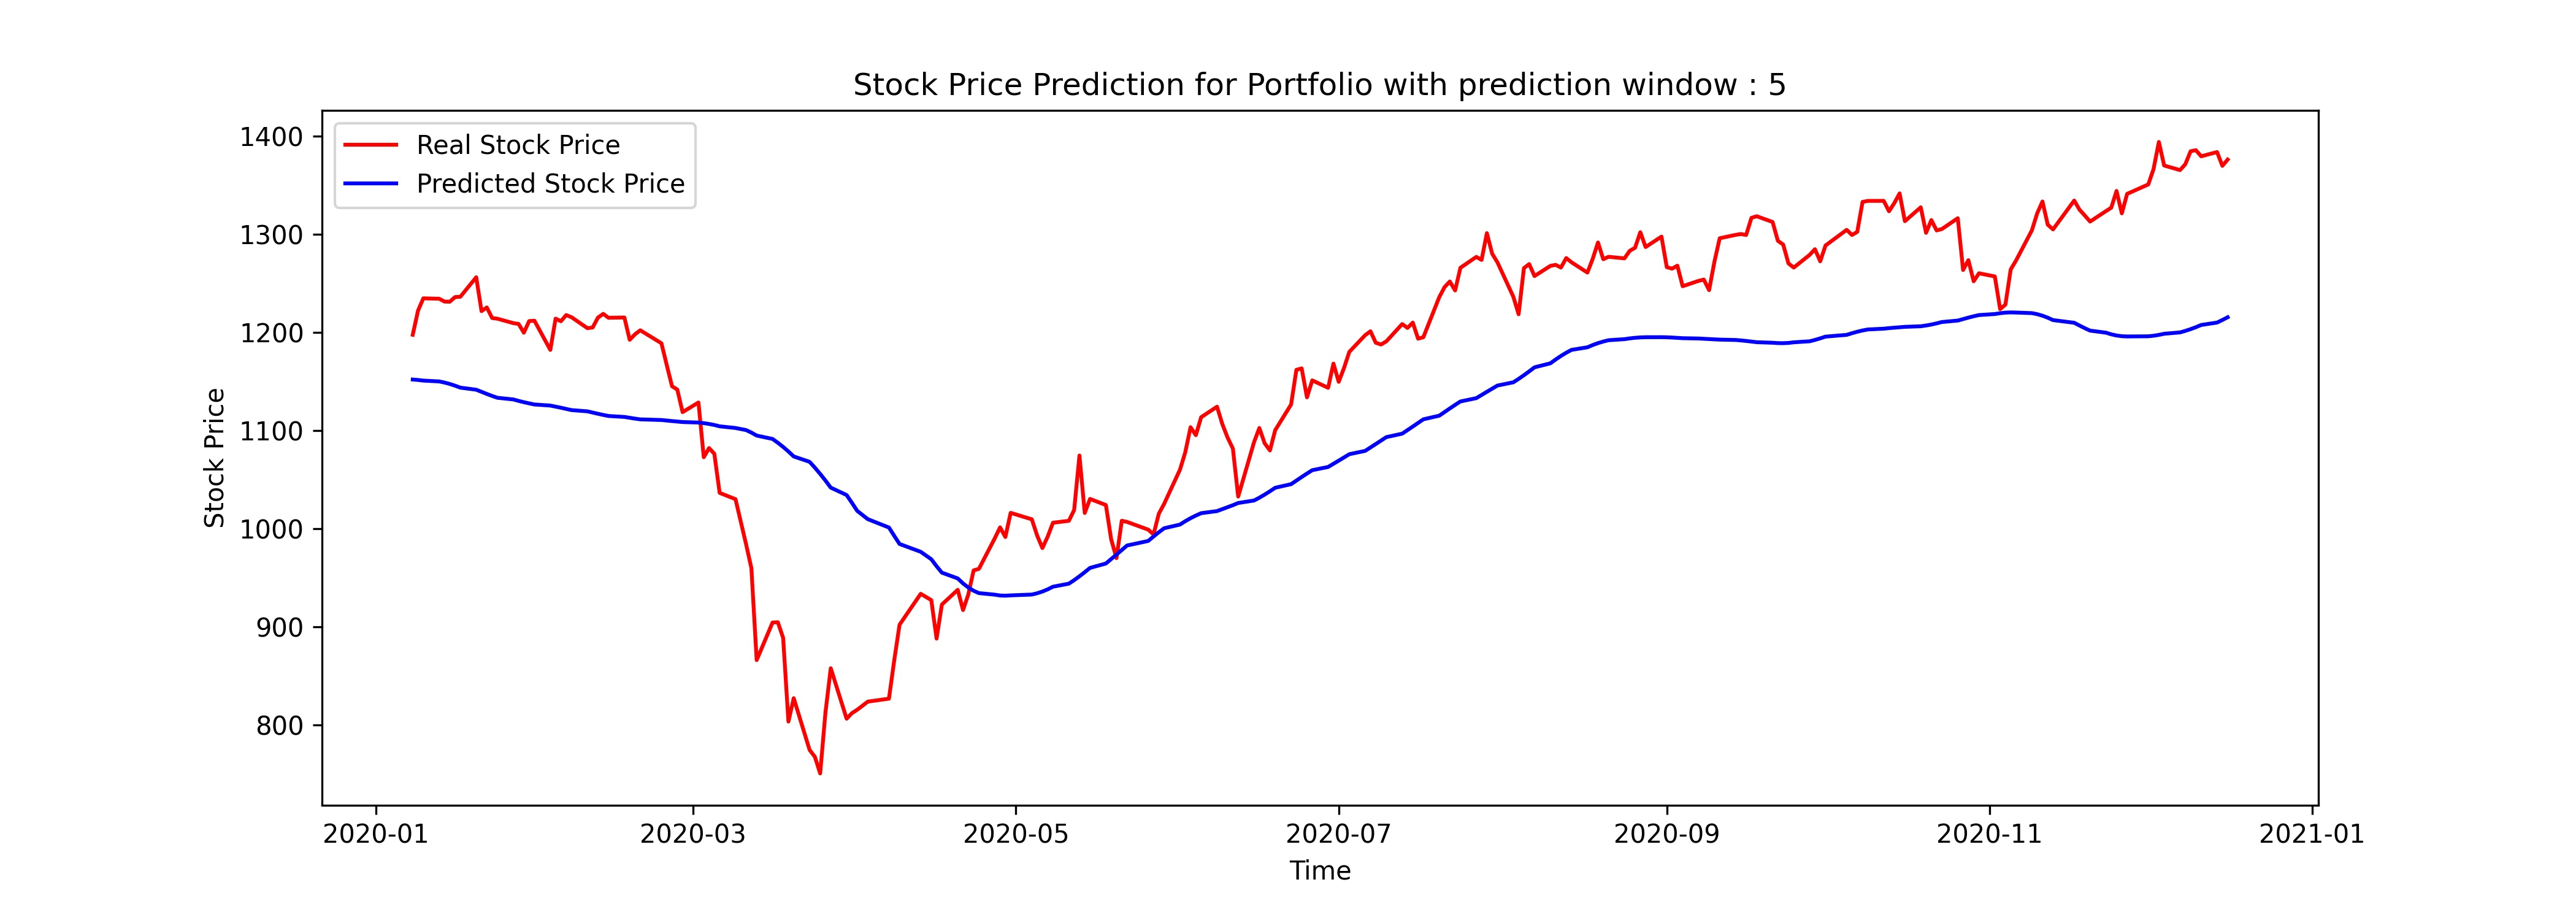 Stock Price Prediction for Portfolio with prediction window : 5
Real Stock Price
Predicted Stock Price
Stock Price
1400
1300
1200
1100
1000
900
800
2020-01
2020-03
2020-05
2020-07
2020-09
2020-11
2021-01
Time